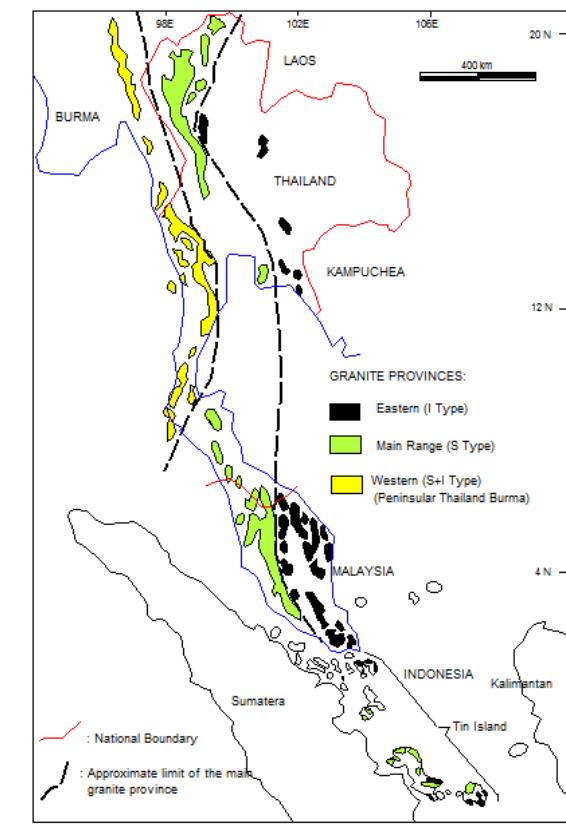 98E
102E
106E
20 N
LAOS
400 km
BURMA
THAILAND
KAMPUCHEA
12 N
GRANITE PROVINCES:
Eastern (I Type)
Main Range (S Type)
Western (S+I Type)
(Peninsular Thailand Burma)
MALAYSIA
4 N
INDONESIA
Kalimantan
Sumatera
Tin Island
: National Boundary
: Approximate limit of the main
granite province